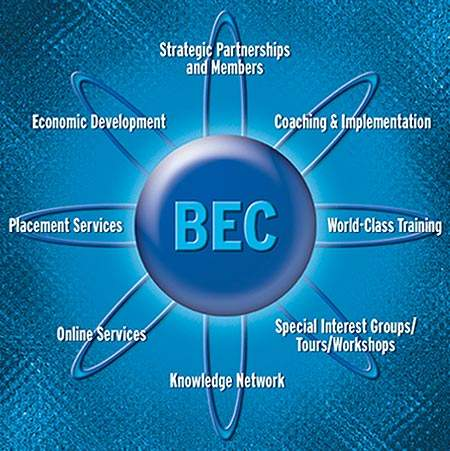 Strategic Partnerships
and Members
Economic Development
Coaching & Implementation
Placement Services
BEC
World-Class Training
Online Services
Special Interest Groups/
Tours/Workshops
Knowledge Network